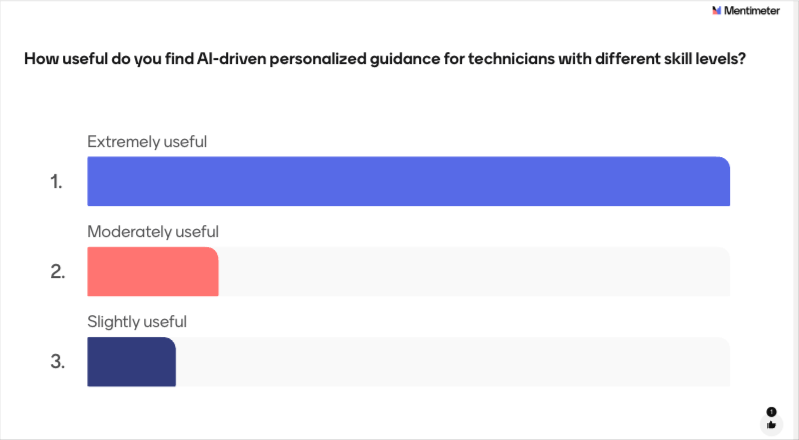 Mentimeter
How useful do you find AI-driven personalized guidance for technicians with different skill levels?
Extremely useful
1.
Moderately useful
2.
Slightly useful
3.